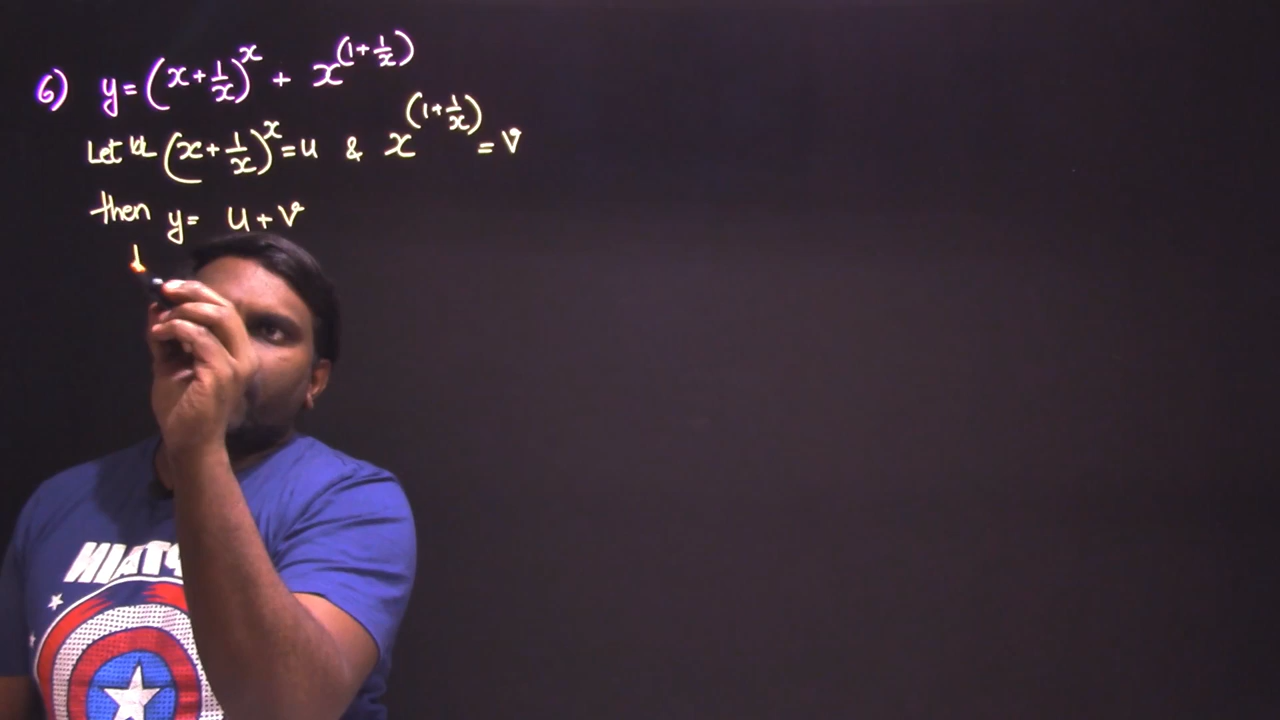 6) y = (x + 1/x)^x + x^(1 + 1/x)
Let (x + 1/x)^x = u & x^(1 + 1/x) = v
then y = u + v